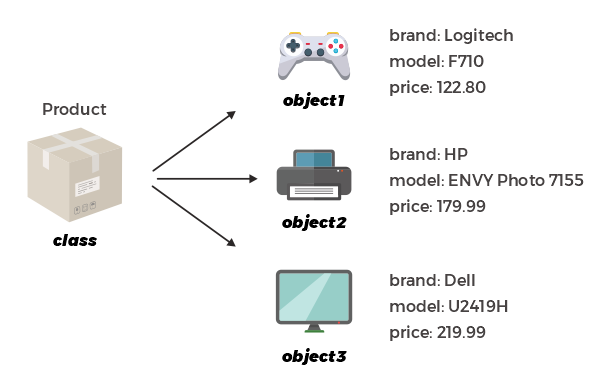 Product
class
object1
brand: Logitech
model: F710
price: 122.80
object2
brand: HP
model: ENVY Photo 7155
price: 179.99
object3
brand: Dell
model: U2419H
price: 219.99